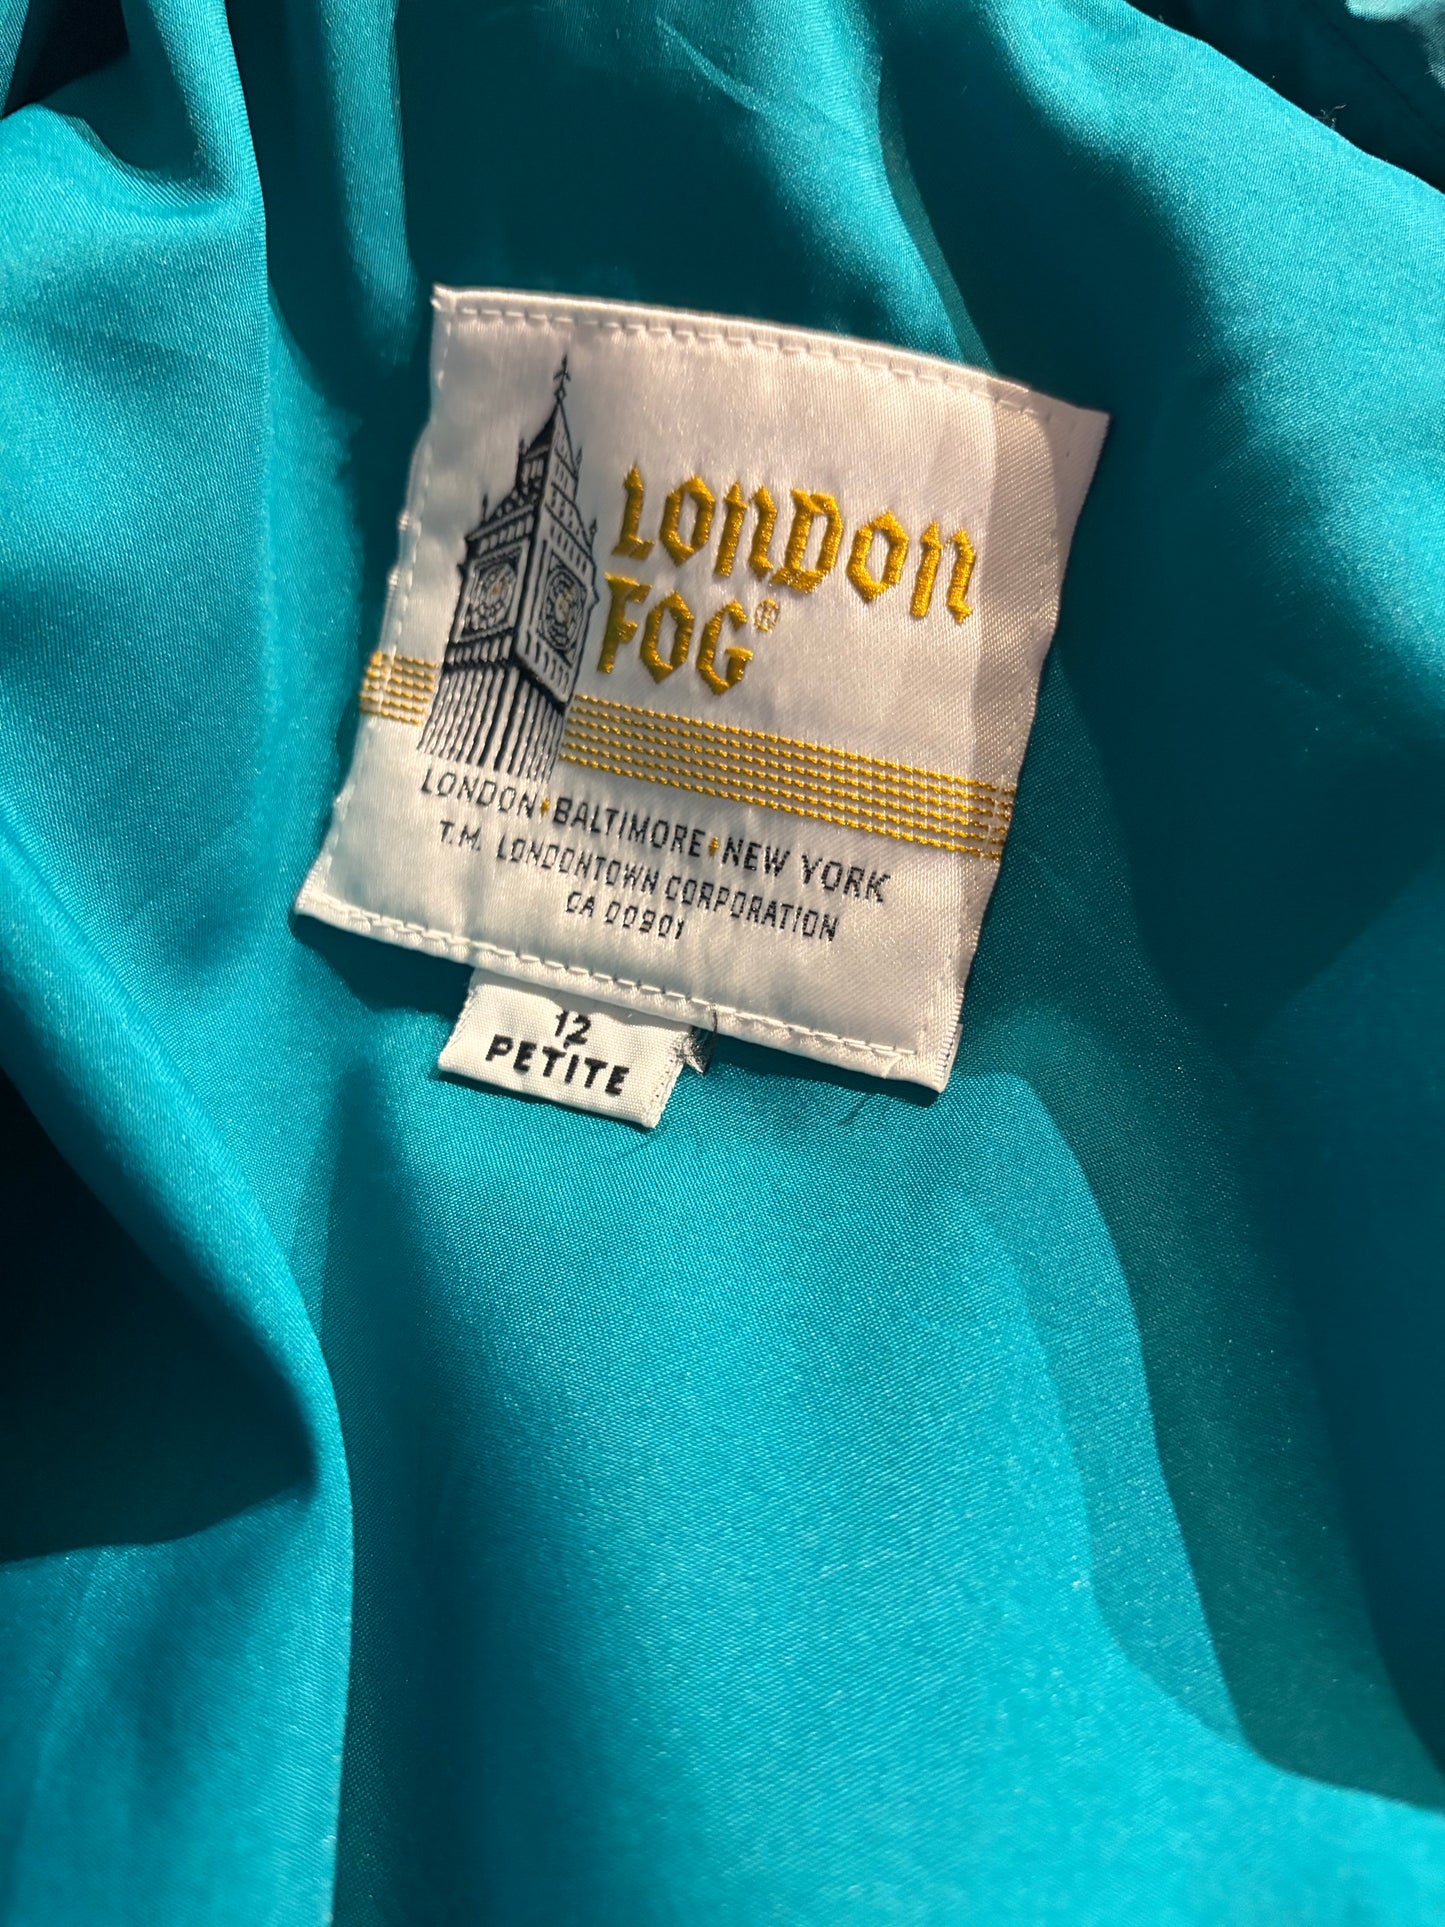 LONDON
FOG®
LONDON•BALTIMORE•NEW YORK
T.M. LONDONTOWN CORPORATION
CA 00901
12
PETITE